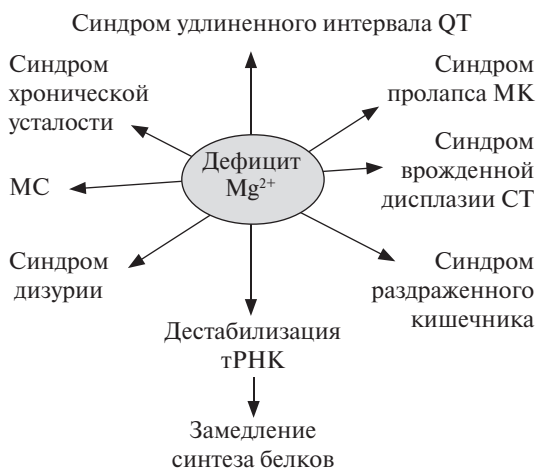 Синдром удлиненного интервала QT
Синдром
хронической
усталости
Синдром
пролапса МК
Дефицит
Mg²⁺
Синдром
врожденной
дисплазии СТ
МС
Синдром
дизурии
Синдром
раздраженного
кишечника
Дестабилизация
тРНК
Замедление
синтеза белков